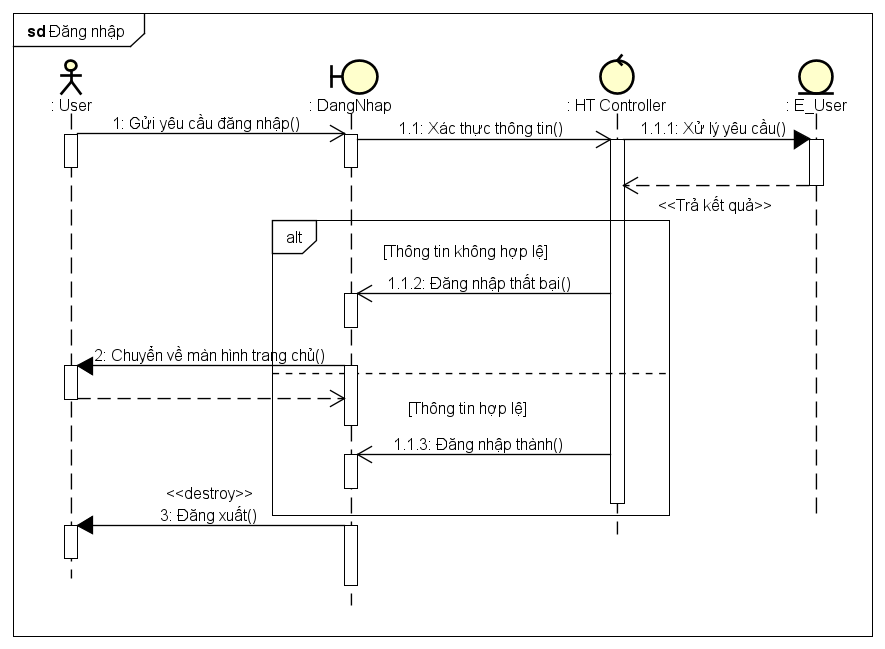 sd Đăng nhập
: User
: DangNhap
: HT Controller
: E_User
1: Gửi yêu cầu đăng nhập()
1.1: Xác thực thông tin()
1.1.1: Xử lý yêu cầu()
<<Trả kết quả>>
alt
[Thông tin không hợp lệ]
1.1.2: Đăng nhập thất bại()
2: Chuyển về màn hình trang chủ()
[Thông tin hợp lệ]
1.1.3: Đăng nhập thành()
<<destroy>>
3: Đăng xuất()